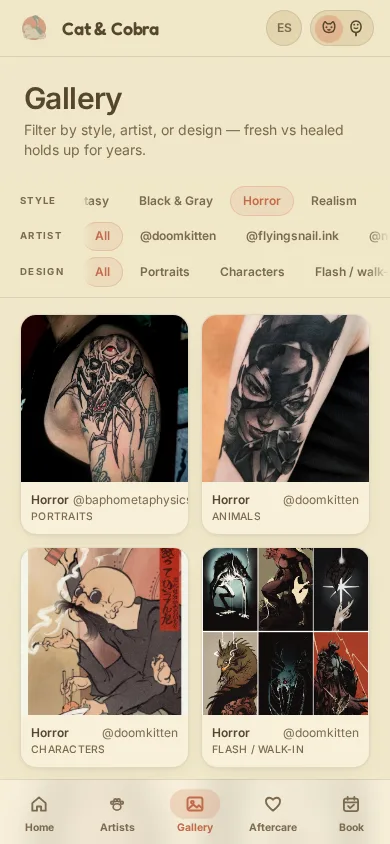 Cat & Cobra
ES
Gallery
Filter by style, artist, or design — fresh vs healed
holds up for years.
STYLE
tasy
Black & Gray
Horror
Realism
ARTIST
All
@doomkitten
@flyingsnail.ink
DESIGN
All
Portraits
Characters
Flash / walk-
Horror @baphometaphysics
PORTRAITS
Horror @doomkitten
ANIMALS
Horror @doomkitten
CHARACTERS
Horror @doomkitten
FLASH / WALK-IN
Home
Artists
Gallery
Aftercare
Book